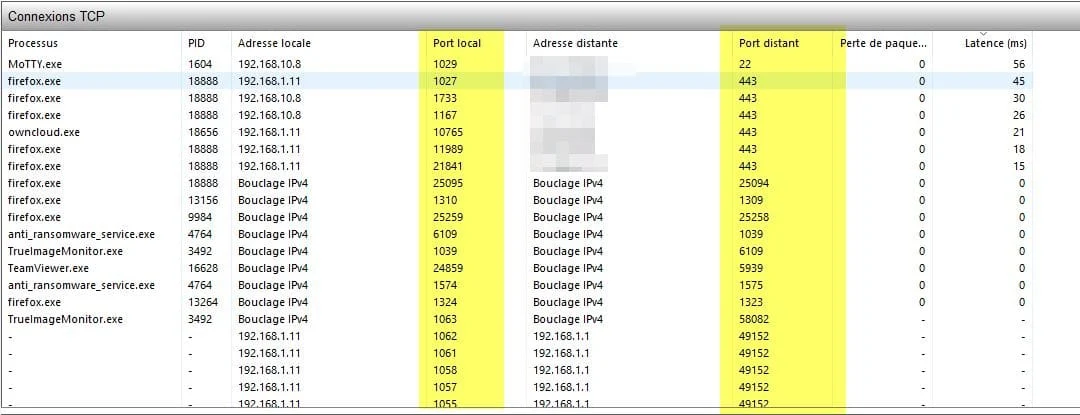 Connexions TCP
Processus PID Adresse locale Port local Adresse distante Port distant Perte de paque... Latence (ms)
MoTTY.exe 1604 192.168.10.8 1029 22 0 56
firefox.exe 18888 192.168.1.11 1027 443 0 45
firefox.exe 18888 192.168.10.8 1733 443 0 30
firefox.exe 18888 192.168.10.8 1167 443 0 26
owncloud.exe 18656 192.168.1.11 10765 443 0 21
firefox.exe 18888 192.168.1.11 11989 443 0 18
firefox.exe 18888 192.168.1.11 21841 443 0 15
firefox.exe 18888 Bouclage IPv4 25095 Bouclage IPv4 25094 0 0
firefox.exe 13156 Bouclage IPv4 1310 Bouclage IPv4 1309 0 0
firefox.exe 9984 Bouclage IPv4 25259 Bouclage IPv4 25258 0 0
anti_ransomware_service.exe 4764 Bouclage IPv4 6109 Bouclage IPv4 1039 0 0
TrueImageMonitor.exe 3492 Bouclage IPv4 1039 Bouclage IPv4 6109 0 0
TeamViewer.exe 16628 Bouclage IPv4 24859 Bouclage IPv4 5939 0 0
anti_ransomware_service.exe 4764 Bouclage IPv4 1574 Bouclage IPv4 1575 0 0
firefox.exe 13264 Bouclage IPv4 1324 Bouclage IPv4 1323 0 0
TrueImageMonitor.exe 3492 Bouclage IPv4 1063 Bouclage IPv4 58082 - -
- - 192.168.1.11 1062 192.168.1.1 49152 - -
- - 192.168.1.11 1061 192.168.1.1 49152 - -
- - 192.168.1.11 1058 192.168.1.1 49152 - -
- - 192.168.1.11 1057 192.168.1.1 49152 - -
- - 192.168.1.11 1055 192.168.1.1 49152 - -